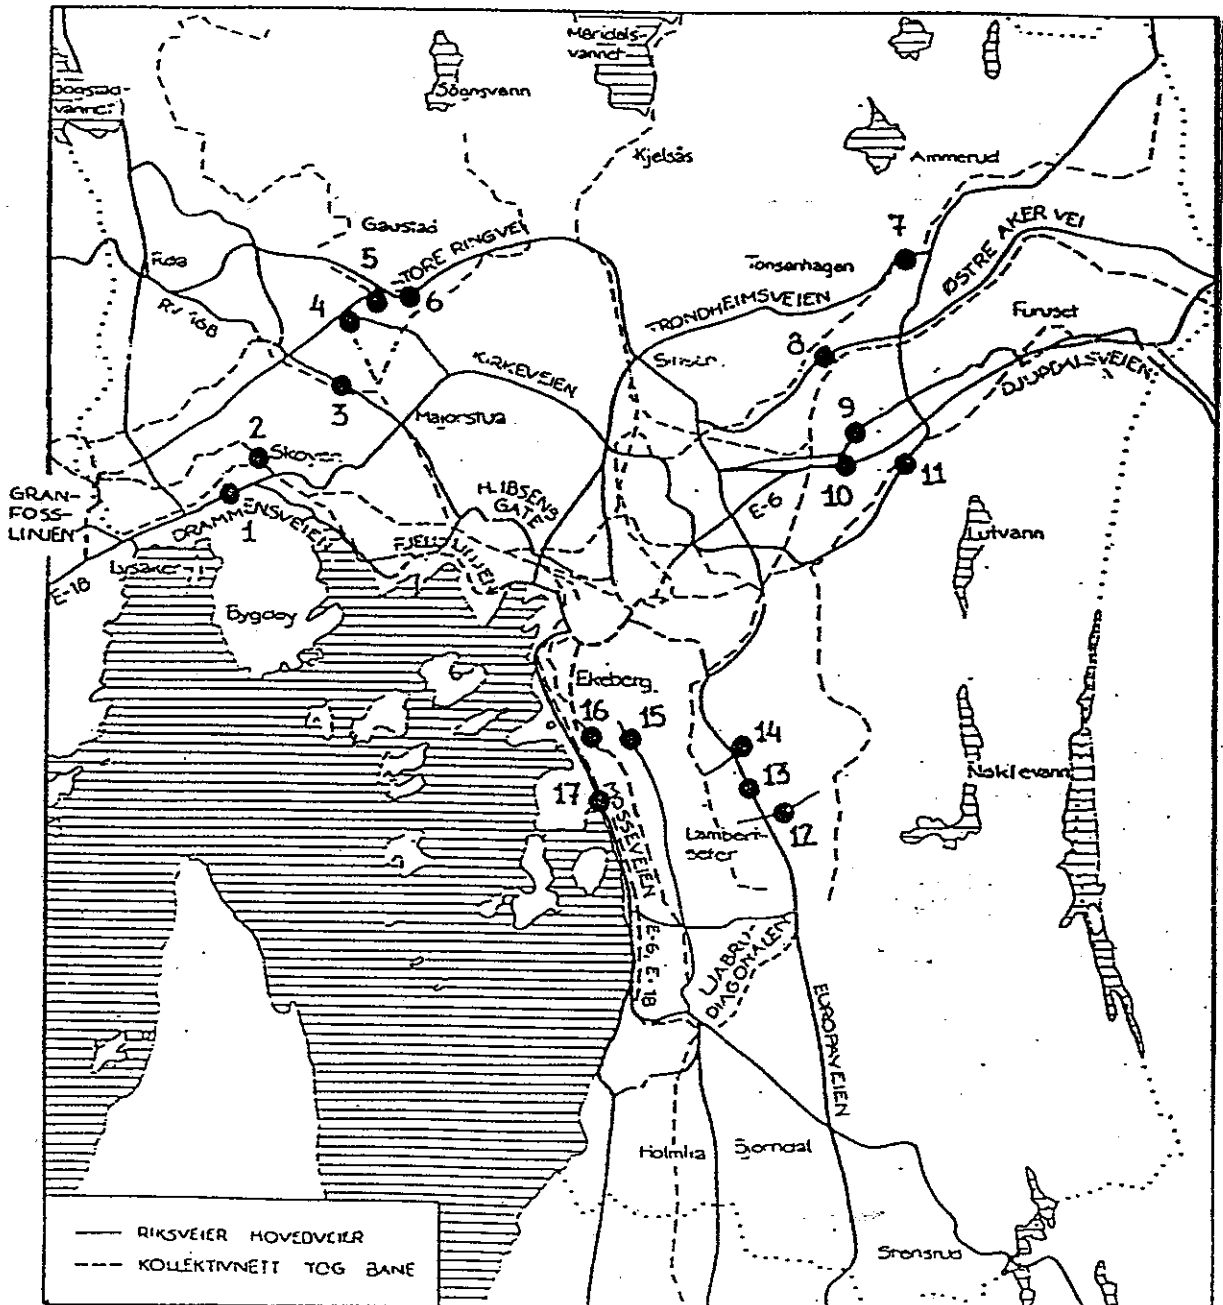 Maridals-
vannet
Sognsvann
vannet
Kjelsås
Ammerud
Gaustad
7
ØSTRE AKER VEI
Røa
5
STORE RINGVEI
Tonsenhagen
4
6
TRONDHEIMSVEIEN
Furuset
RV 168
8
Sinsen
KIRKEVEIEN
DJUPDALSVEIEN
3
Majorstua
9
2
Skøyen
GRAN-
FOSS-
LINJEN
10
11
H. IBSENS
GATE
E-6
DRAMMENSVEIEN
1
FJELLINJEN
Lutvann
Lysaker
E-18
Bygdøy
Ekeberg
16
15
14
Nøklevann
13
17
MOSSEVEIEN
12
Lambert-
seter
E-6, E-18
LJABRU-
DIAGONALEN
EUROPAVEIEN
Holmlia
Bjørndal
Stensrud
RIKSVEIER HOVEDVEIER
KOLLEKTIVNETT TOG BANE